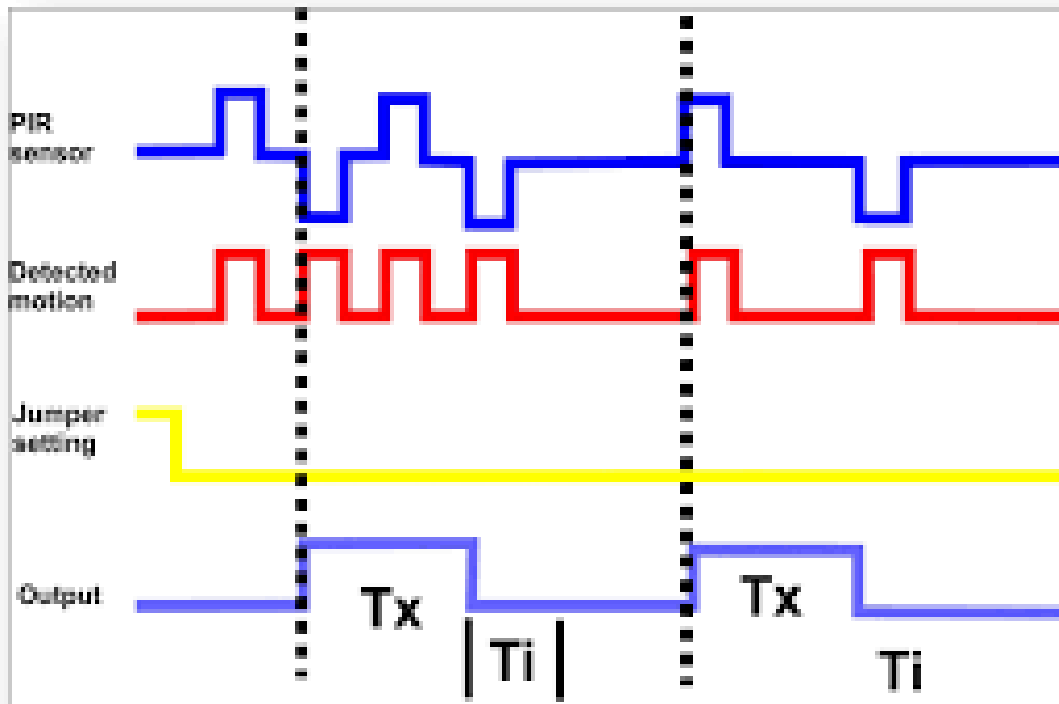 PIR
sensor
Detected
motion
Jumper
setting
Output
Tx
Ti
Tx
Ti